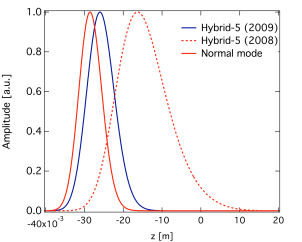 1.0
0.8
0.6
0.4
0.2
0.0
Amplitude [a.u.]
Hybrid-5 (2009)
Hybrid-5 (2008)
Normal mode
-40x10⁻³ -30 -20 -10 0 10 20
z [m]